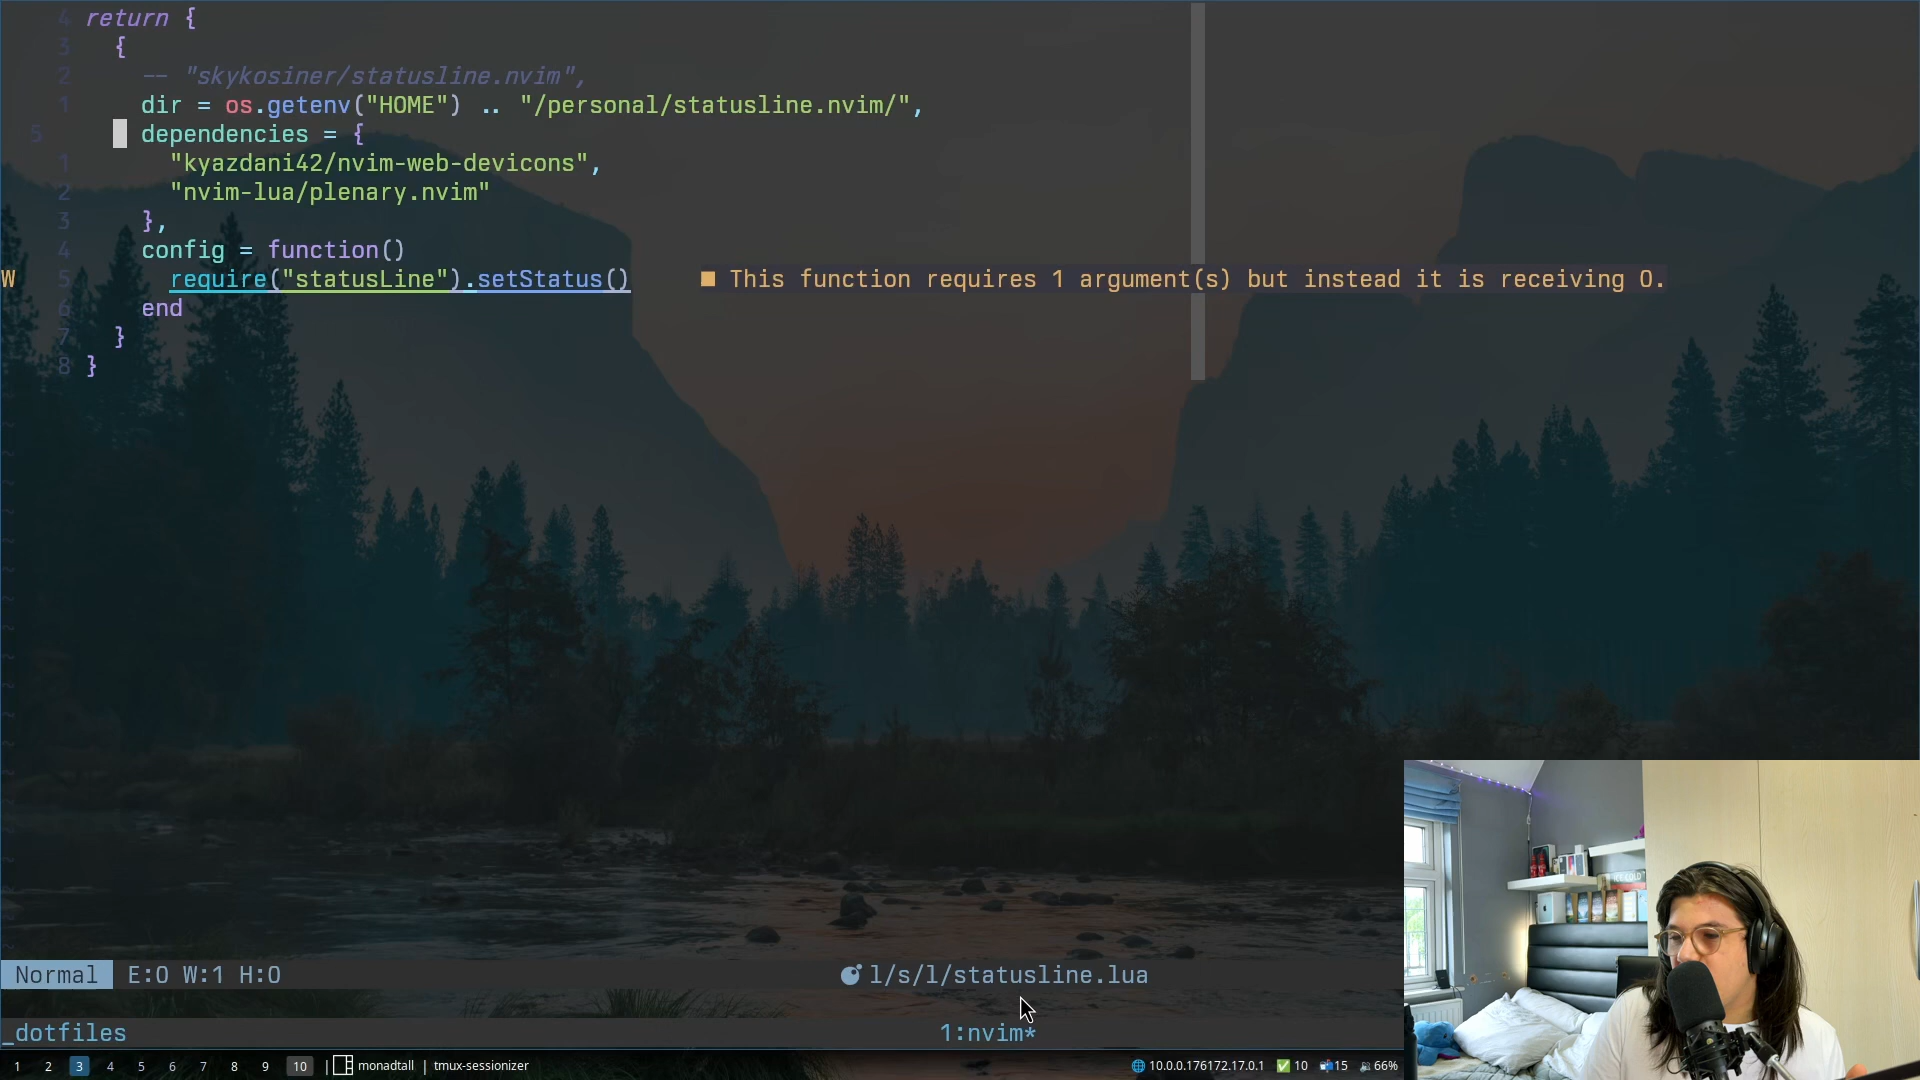 4 return {
3 {
2 -- "skykosiner/statusline.nvim",
1 dir = os.getenv("HOME") .. "/personal/statusline.nvim/",
5 dependencies = {
1 "kyazdani42/nvim-web-devicons",
2 "nvim-lua/plenary.nvim"
3 },
4 config = function()
W 5 require("statusLine").setStatus() ■ This function requires 1 argument(s) but instead it is receiving 0.
6 end
7 }
8 }
Normal E:0 W:1 H:0 l/s/l/statusline.lua
_dotfiles 1:nvim*
1 2 3 4 5 6 7 8 9 10 | monadtall | tmux-sessionizer 🌐 10.0.0.176172.17.0.1 ✅ 10 📬15 🔊 66%